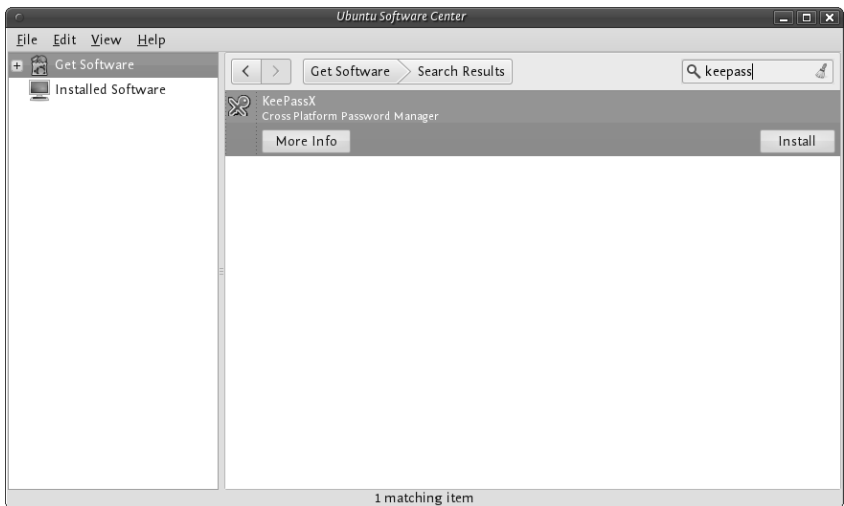 Ubuntu Software Center
File Edit View Help
Get Software
Installed Software
Get Software Search Results
keepass
KeePassX
Cross Platform Password Manager
More Info
Install
1 matching item